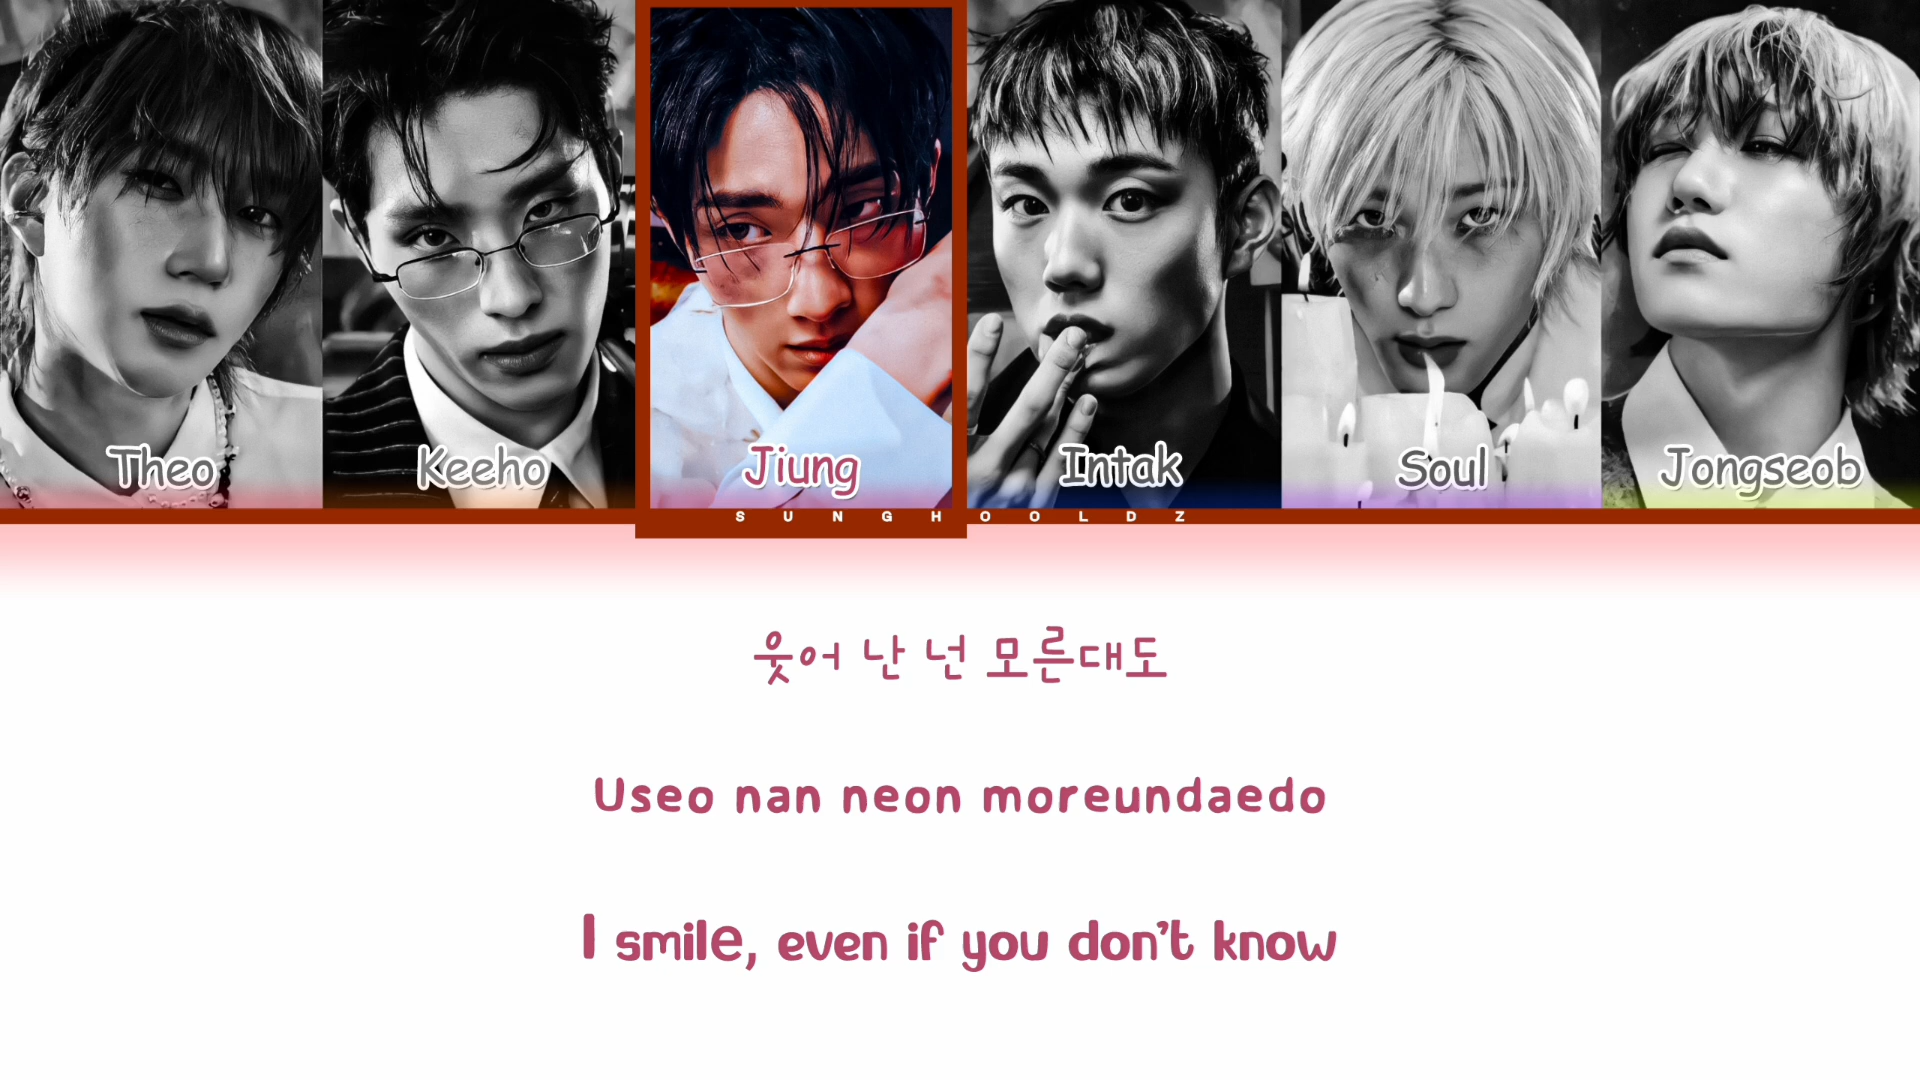 Theo Keeho Jiung Intak Soul Jongseob
SUNGHOOLDZ
웃어 난 넌 모른대도
Useo nan neon moreundaedo
I smile, even if you don't know